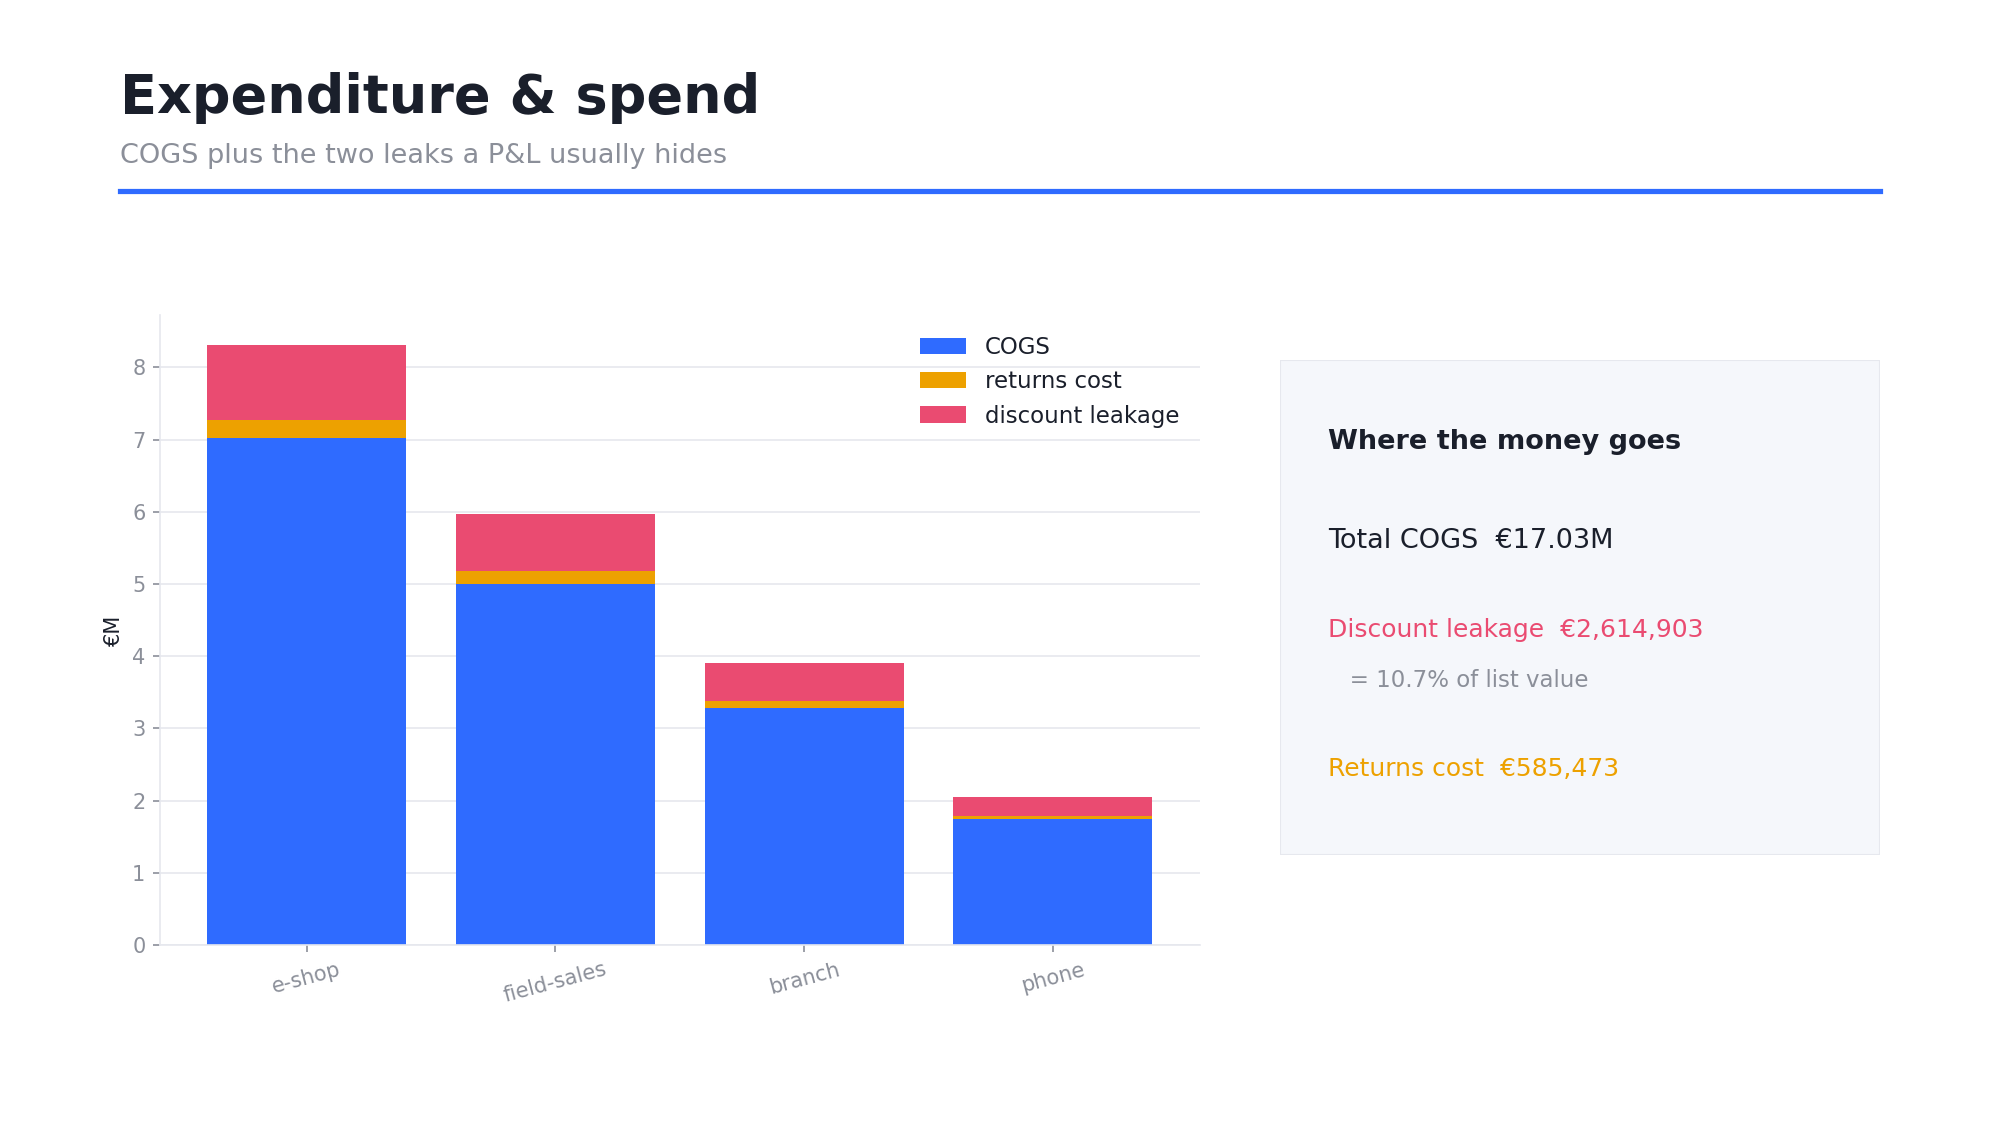 Expenditure & spend
COGS plus the two leaks a P&L usually hides
8
7
6
5
4
3
2
1
0
€M
e-shop
field-sales
branch
phone
COGS
returns cost
discount leakage
Where the money goes
Total COGS €17.03M
Discount leakage €2,614,903
= 10.7% of list value
Returns cost €585,473